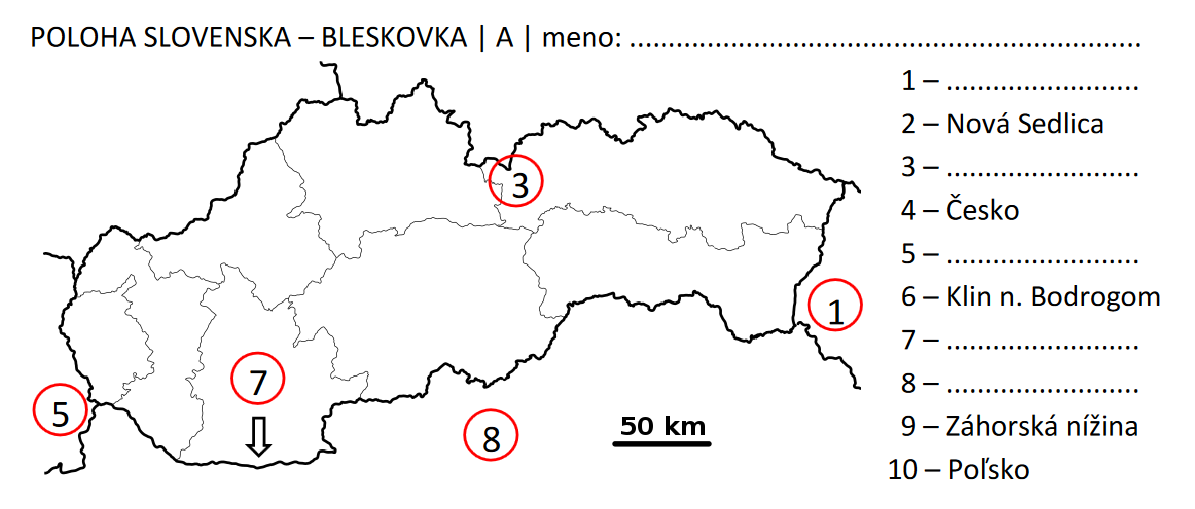 POLOHA SLOVENSKA – BLESKOVKA | A | meno: ..................................................................
1 – .........................
2 – Nová Sedlica
3 – .........................
4 – Česko
5 – .........................
6 – Klin n. Bodrogom
7 – .........................
8 – .........................
9 – Záhorská nížina
10 – Poľsko
3
1
7
5
8
50 km